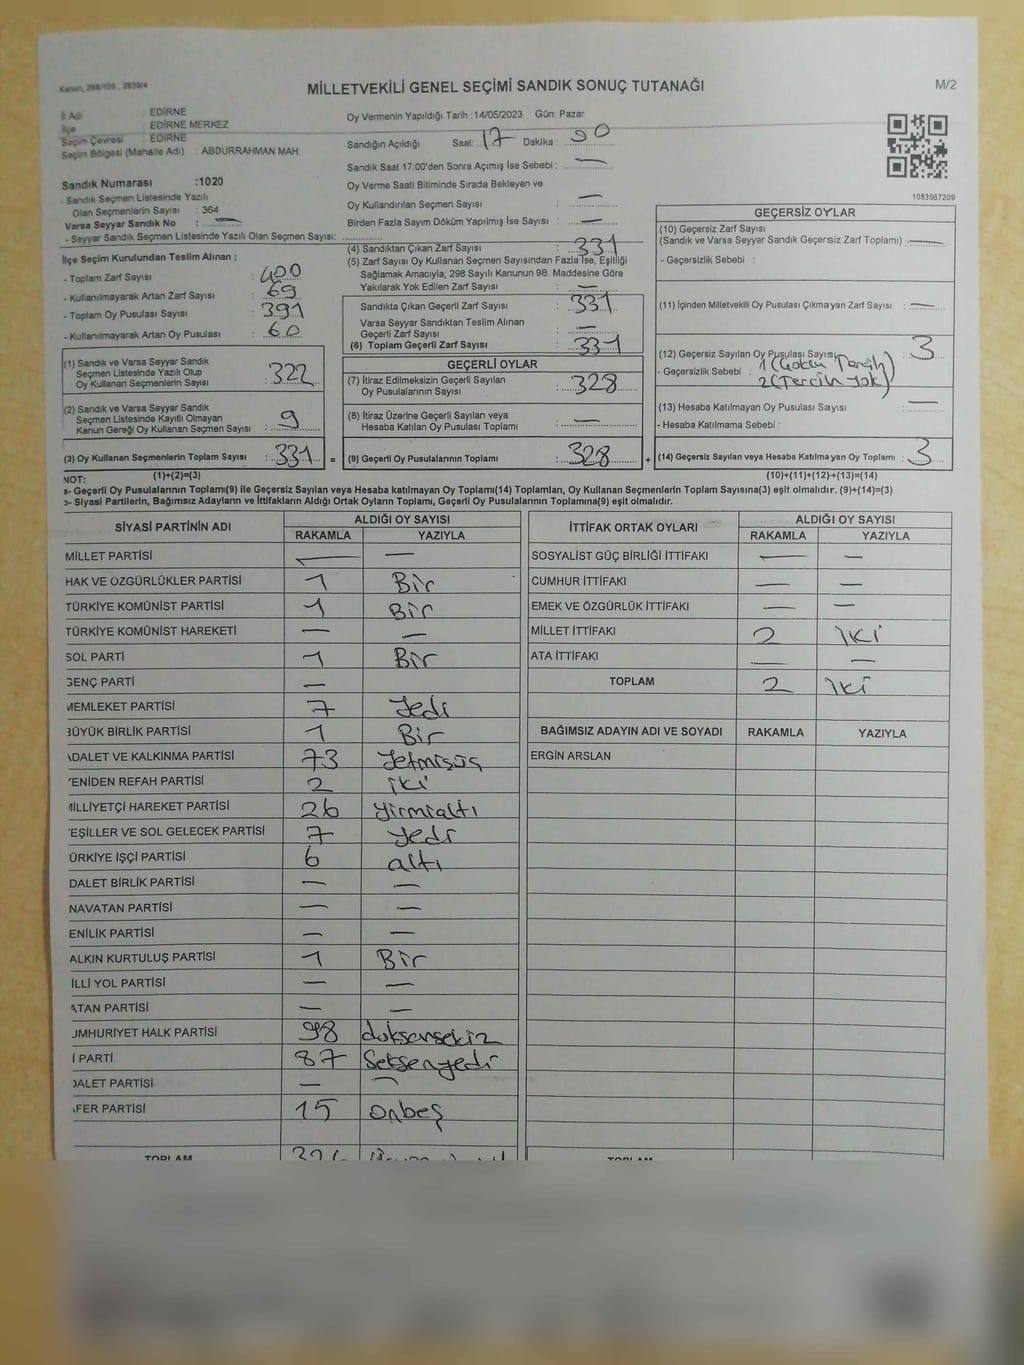 Kanun, 298/105 , 2839/4
MİLLETVEKİLİ GENEL SEÇİMİ SANDIK SONUÇ TUTANAĞI
M/2
İl Adı : EDİRNE
İlçe : EDİRNE MERKEZ
Seçim Çevresi : EDİRNE
Seçim Bölgesi (Mahalle Adı) : ABDURRAHMAN MAH.
Oy Vermenin Yapıldığı Tarih :14/05/2023 Gün: Pazar
Sandığın Açıldığı Saat: 17 Dakika :
Sandık Saat 17:00'den Sonra Açılmış İse Sebebi : —
Oy Verme Saati Bitiminde Sırada Bekleyen ve
Oy Kullandırılan Seçmen Sayısı : —
Birden Fazla Sayım Döküm Yapılmış İse Sayısı : —
1083567209
Sandık Numarası :1020
- Sandık Seçmen Listesinde Yazılı
Olan Seçmenlerin Sayısı : 364
Varsa Seyyar Sandık No : —
- Seyyar Sandık Seçmen Listesinde Yazılı Olan Seçmen Sayısı:
İlçe Seçim Kurulundan Teslim Alınan ;
- Toplam Zarf Sayısı : 400
- Kullanılmayarak Artan Zarf Sayısı : 69
- Toplam Oy Pusulası Sayısı : 391
- Kullanılmayarak Artan Oy Pusulası : 60
(1) Sandık ve Varsa Seyyar Sandık
Seçmen Listesinde Yazılı Olup
Oy Kullanan Seçmenlerin Sayısı : 322
(2) Sandık ve Varsa Seyyar Sandık
Seçmen Listesinde Kayıtlı Olmayan
Kanun Gereği Oy Kullanan Seçmen Sayısı : 9
(3) Oy Kullanan Seçmenlerin Toplam Sayısı : 331 =
(4) Sandıktan Çıkan Zarf Sayısı : 331
(5) Zarf Sayısı Oy Kullanan Seçmen Sayısından Fazla İse, Eşitliği
Sağlamak Amacıyla; 298 Sayılı Kanunun 98. Maddesine Göre
Yakılarak Yok Edilen Zarf Sayısı : —
Sandıkta Çıkan Geçerli Zarf Sayısı : 331
Varsa Seyyar Sandıktan Teslim Alınan
Geçerli Zarf Sayısı : —
(6) Toplam Geçerli Zarf Sayısı : 331
GEÇERLİ OYLAR
(7) İtiraz Edilmeksizin Geçerli Sayılan
Oy Pusulalarının Sayısı : 328
(8) İtiraz Üzerine Geçerli Sayılan veya
Hesaba Katılan Oy Pusulası Toplamı : —
(9) Geçerli Oy Pusulalarının Toplamı : 328 +
GEÇERSİZ OYLAR
(10) Geçersiz Zarf Sayısı
(Sandık ve Varsa Seyyar Sandık Geçersiz Zarf Toplamı) : —
- Geçersizlik Sebebi :
(11) İçinden Milletvekili Oy Pusulası Çıkmayan Zarf Sayısı : —
(12) Geçersiz Sayılan Oy Pusulası Sayısı 3
- Geçersizlik Sebebi : 1 (Çoklu Tercih)
2 (Tercih yok)
(13) Hesaba Katılmayan Oy Pusulası Sayısı : —
- Hesaba Katılmama Sebebi :
(14) Geçersiz Sayılan veya Hesaba Katılmayan Oy Toplamı : 3
NOT: (1)+(2)=(3)
(10)+(11)+(12)+(13)=(14)
a- Geçerli Oy Pusulalarının Toplamı(9) ile Geçersiz Sayılan veya Hesaba katılmayan Oy Toplamı(14) Toplamları, Oy Kullanan Seçmenlerin Toplam Sayısına(3) eşit olmalıdır. (9)+(14)=(3)
b- Siyasi Partilerin, Bağımsız Adayların ve İttifakların Aldığı Ortak Oyların Toplamı, Geçerli Oy Pusulalarının Toplamına(9) eşit olmalıdır.
SİYASİ PARTİNİN ADI
ALDIĞI OY SAYISI
RAKAMLA YAZIYLA
MİLLET PARTİSİ — —
HAK VE ÖZGÜRLÜKLER PARTİSİ 1 Bir
TÜRKİYE KOMÜNİST PARTİSİ 1 Bir
TÜRKİYE KOMÜNİST HAREKETİ — —
SOL PARTİ 1 Bir
GENÇ PARTİ —
MEMLEKET PARTİSİ 7 Yedi
BÜYÜK BİRLİK PARTİSİ 1 Bir
ADALET VE KALKINMA PARTİSİ 73 Yetmişüç
YENİDEN REFAH PARTİSİ 2 iki
MİLLİYETÇİ HAREKET PARTİSİ 26 yirmialtı
YEŞİLLER VE SOL GELECEK PARTİSİ 7 yedi
ÜRKİYE İŞÇİ PARTİSİ 6 altı
DALET BİRLİK PARTİSİ — —
NAVATAN PARTİSİ — —
ENİLİK PARTİSİ — —
ALKIN KURTULUŞ PARTİSİ 1 Bir
İLLİ YOL PARTİSİ — —
ATAN PARTİSİ — —
UMHURİYET HALK PARTİSİ 98 doksansekiz
İ PARTİ 87 Seksenyedi
DALET PARTİSİ — —
AFER PARTİSİ 15 onbeş
TOPLAM 326
İTTİFAK ORTAK OYLARI
ALDIĞI OY SAYISI
RAKAMLA YAZIYLA
SOSYALİST GÜÇ BİRLİĞİ İTTİFAKI — —
CUMHUR İTTİFAKI — —
EMEK VE ÖZGÜRLÜK İTTİFAKI — —
MİLLET İTTİFAKI 2 iki
ATA İTTİFAKI — —
TOPLAM 2 iki
BAĞIMSIZ ADAYIN ADI VE SOYADI RAKAMLA YAZIYLA
ERGİN ARSLAN
TOPLAM